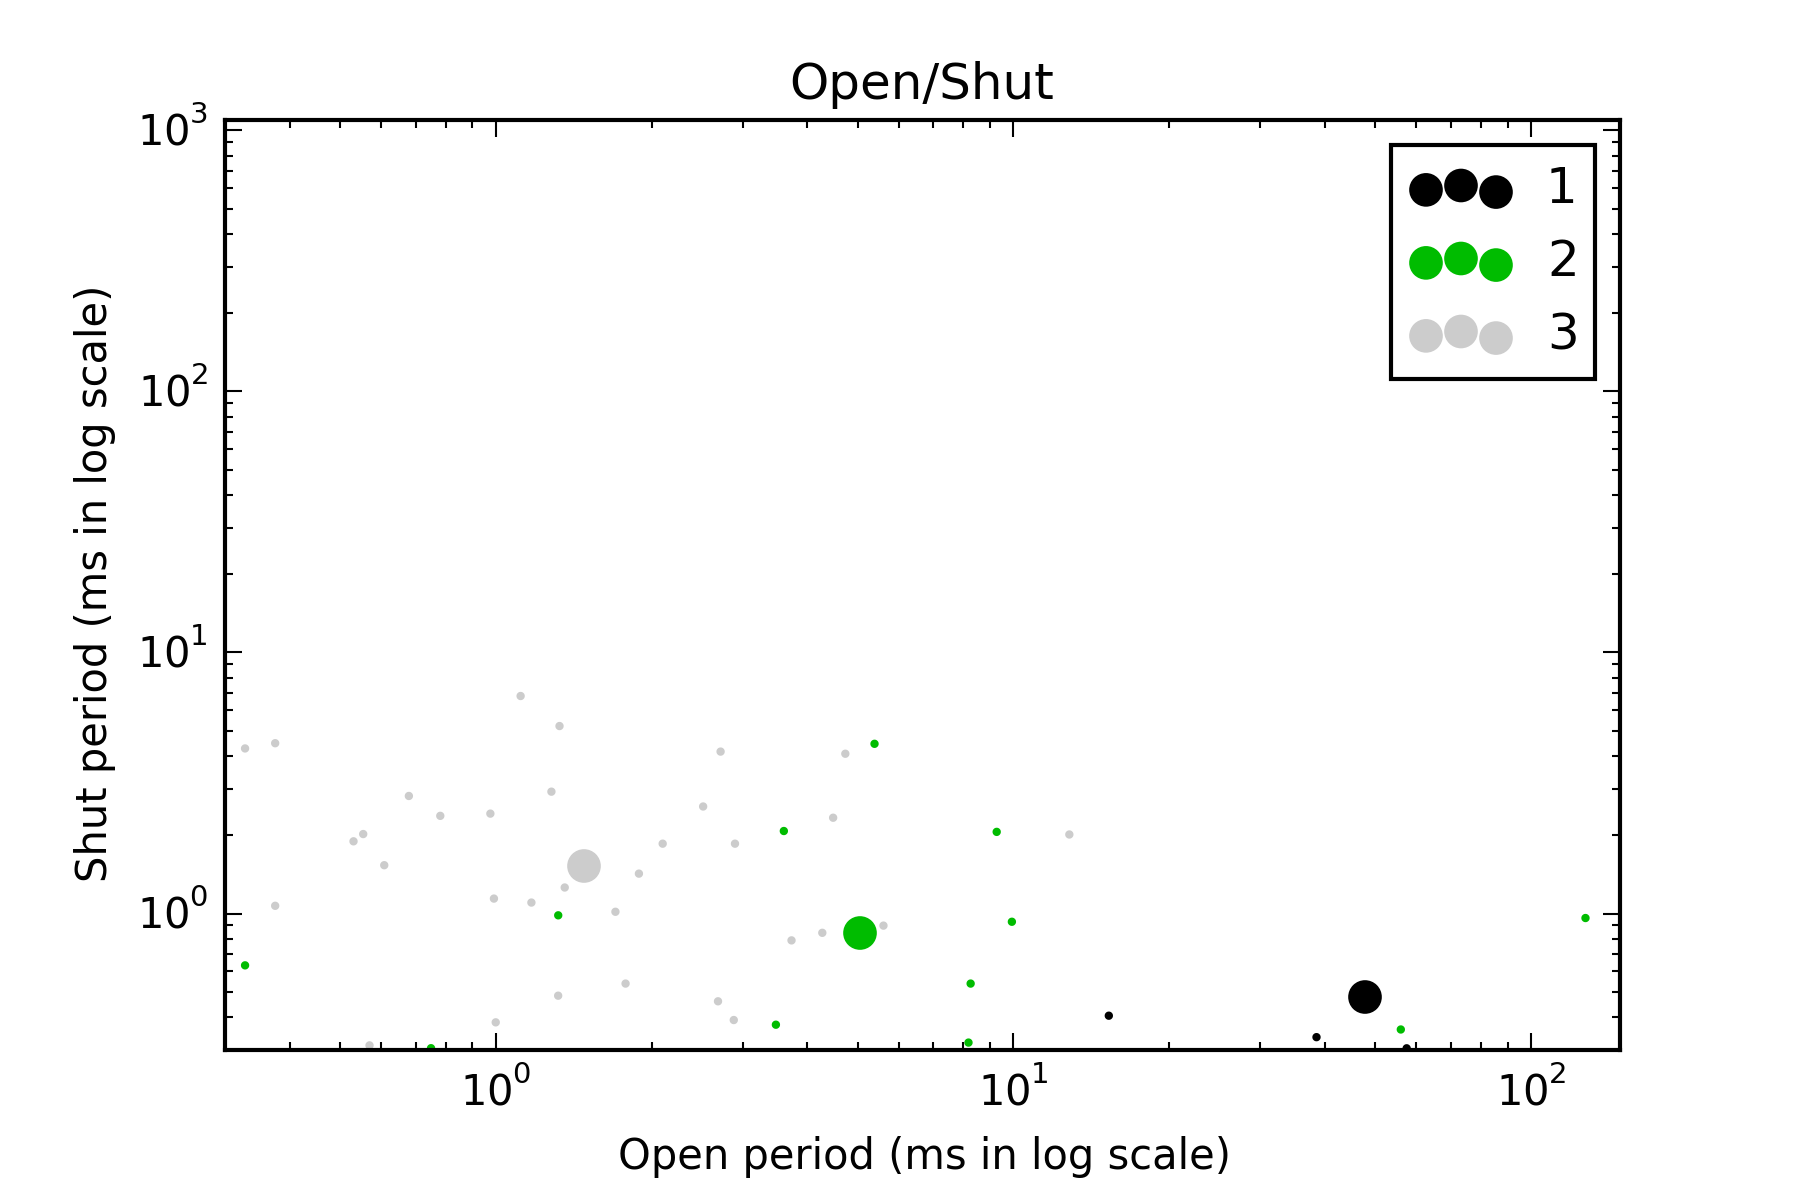 Open/Shut
10³
10²
10¹
10⁰
Shut period (ms in log scale)
1
2
3
10⁰ 10¹ 10²
Open period (ms in log scale)